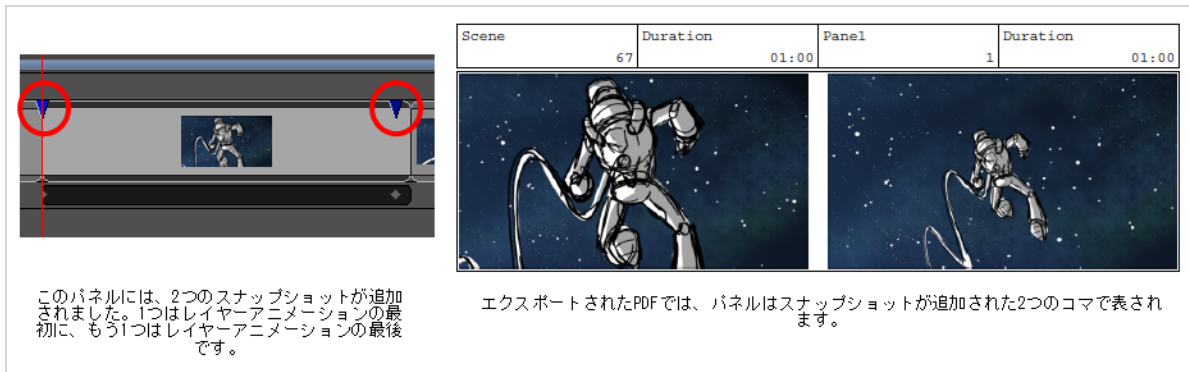 Scene Duration Panel Duration
67 01:00 1 01:00
このパネルには、2つのスナップショットが追加
されました。1つはレイヤーアニメーションの最
初に、もう1つはレイヤーアニメーションの最後
です。
エクスポートされたPDFでは、パネルはスナップショットが追加された2つのコマで表され
ます。